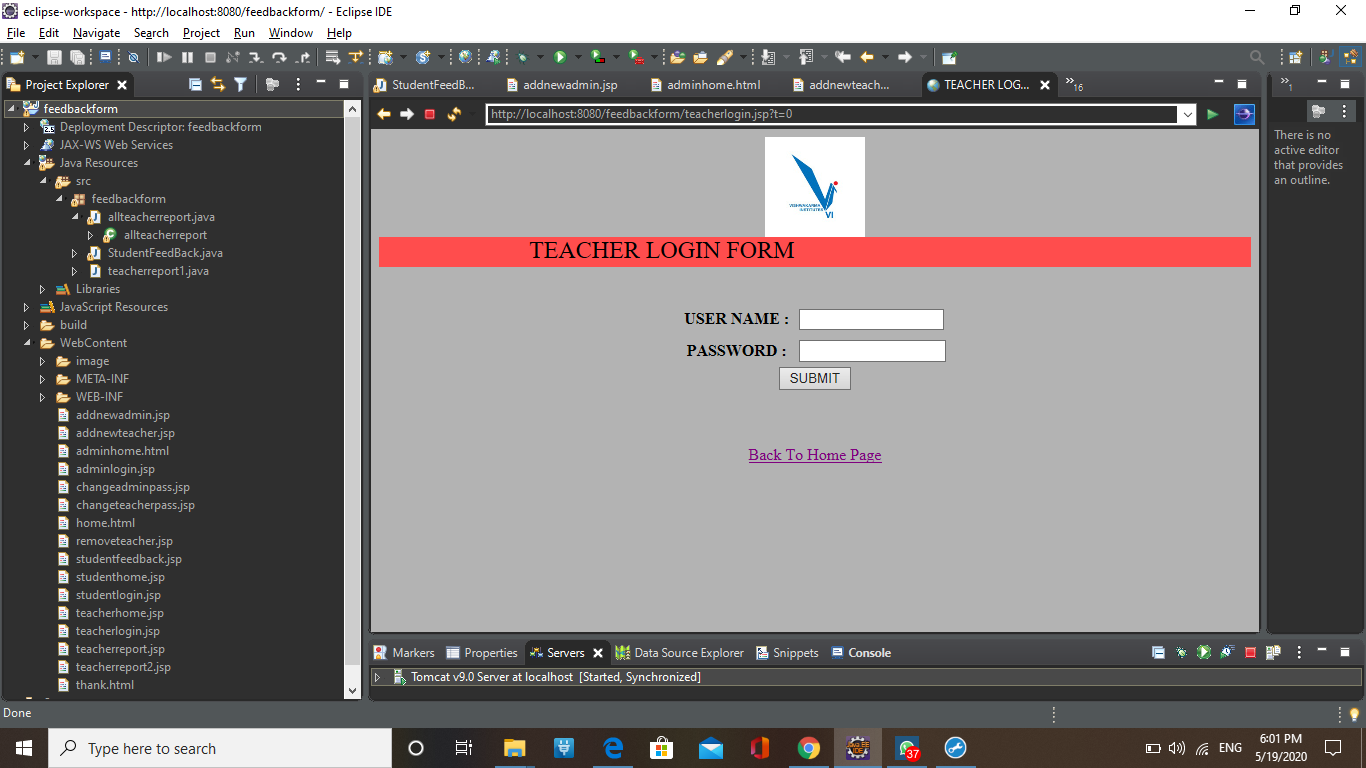 eclipse-workspace - http://localhost:8080/feedbackform/ - Eclipse IDE
File Edit Navigate Search Project Run Window Help
Project Explorer
StudentFeedB... addnewadmin.jsp adminhome.html addnewteach... TEACHER LOG... »16
»1
http://localhost:8080/feedbackform/teacherlogin.jsp?t=0
feedbackform
Deployment Descriptor: feedbackform
JAX-WS Web Services
Java Resources
src
feedbackform
allteacherreport.java
allteacherreport
StudentFeedBack.java
teacherreport1.java
Libraries
JavaScript Resources
build
WebContent
image
META-INF
WEB-INF
addnewadmin.jsp
addnewteacher.jsp
adminhome.html
adminlogin.jsp
changeadminpass.jsp
changeteacherpass.jsp
home.html
removeteacher.jsp
studentfeedback.jsp
studenthome.jsp
studentlogin.jsp
teacherhome.jsp
teacherlogin.jsp
teacherreport.jsp
teacherreport2.jsp
thank.html
VISHWAKARMA
INSTITUTES
VI
TEACHER LOGIN FORM
USER NAME :
PASSWORD :
SUBMIT
Back To Home Page
There is no
active editor
that provides
an outline.
Markers Properties Servers Data Source Explorer Snippets Console
Tomcat v9.0 Server at localhost [Started, Synchronized]
Done
Type here to search
37
ENG
6:01 PM
5/19/2020